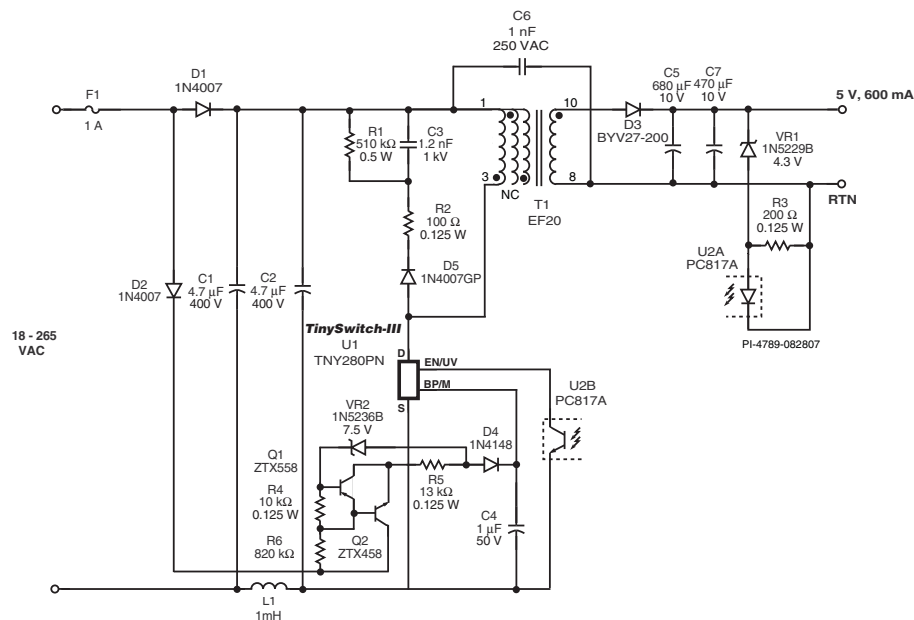 C6
1 nF
250 VAC
D1
1N4007
F1
1 A
R1
510 kΩ
0.5 W
C3
1.2 nF
1 kV
1
3
NC
T1
EF20
10
8
D3
BYV27-200
C5
680 µF
10 V
C7
470 µF
10 V
5 V, 600 mA
VR1
1N5229B
4.3 V
RTN
R2
100 Ω
0.125 W
R3
200 Ω
0.125 W
D5
1N4007GP
U2A
PC817A
D2
1N4007
C1
4.7 µF
400 V
C2
4.7 µF
400 V
18 - 265
VAC
TinySwitch-III
U1
TNY280PN
D
S
EN/UV
BP/M
PI-4789-082807
U2B
PC817A
VR2
1N5236B
7.5 V
D4
1N4148
Q1
ZTX558
R4
10 kΩ
0.125 W
R5
13 kΩ
0.125 W
R6
820 kΩ
Q2
ZTX458
C4
1 µF
50 V
L1
1mH